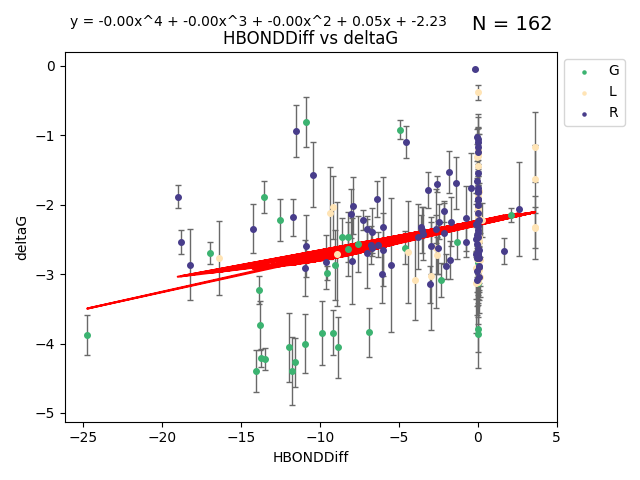 y = -0.00x^4 + -0.00x^3 + -0.00x^2 + 0.05x + -2.23
N = 162
HBONDDiff vs deltaG
G
L
R
deltaG
0
−1
−2
−3
−4
−5
−25
−20
−15
−10
−5
0
5
HBONDDiff